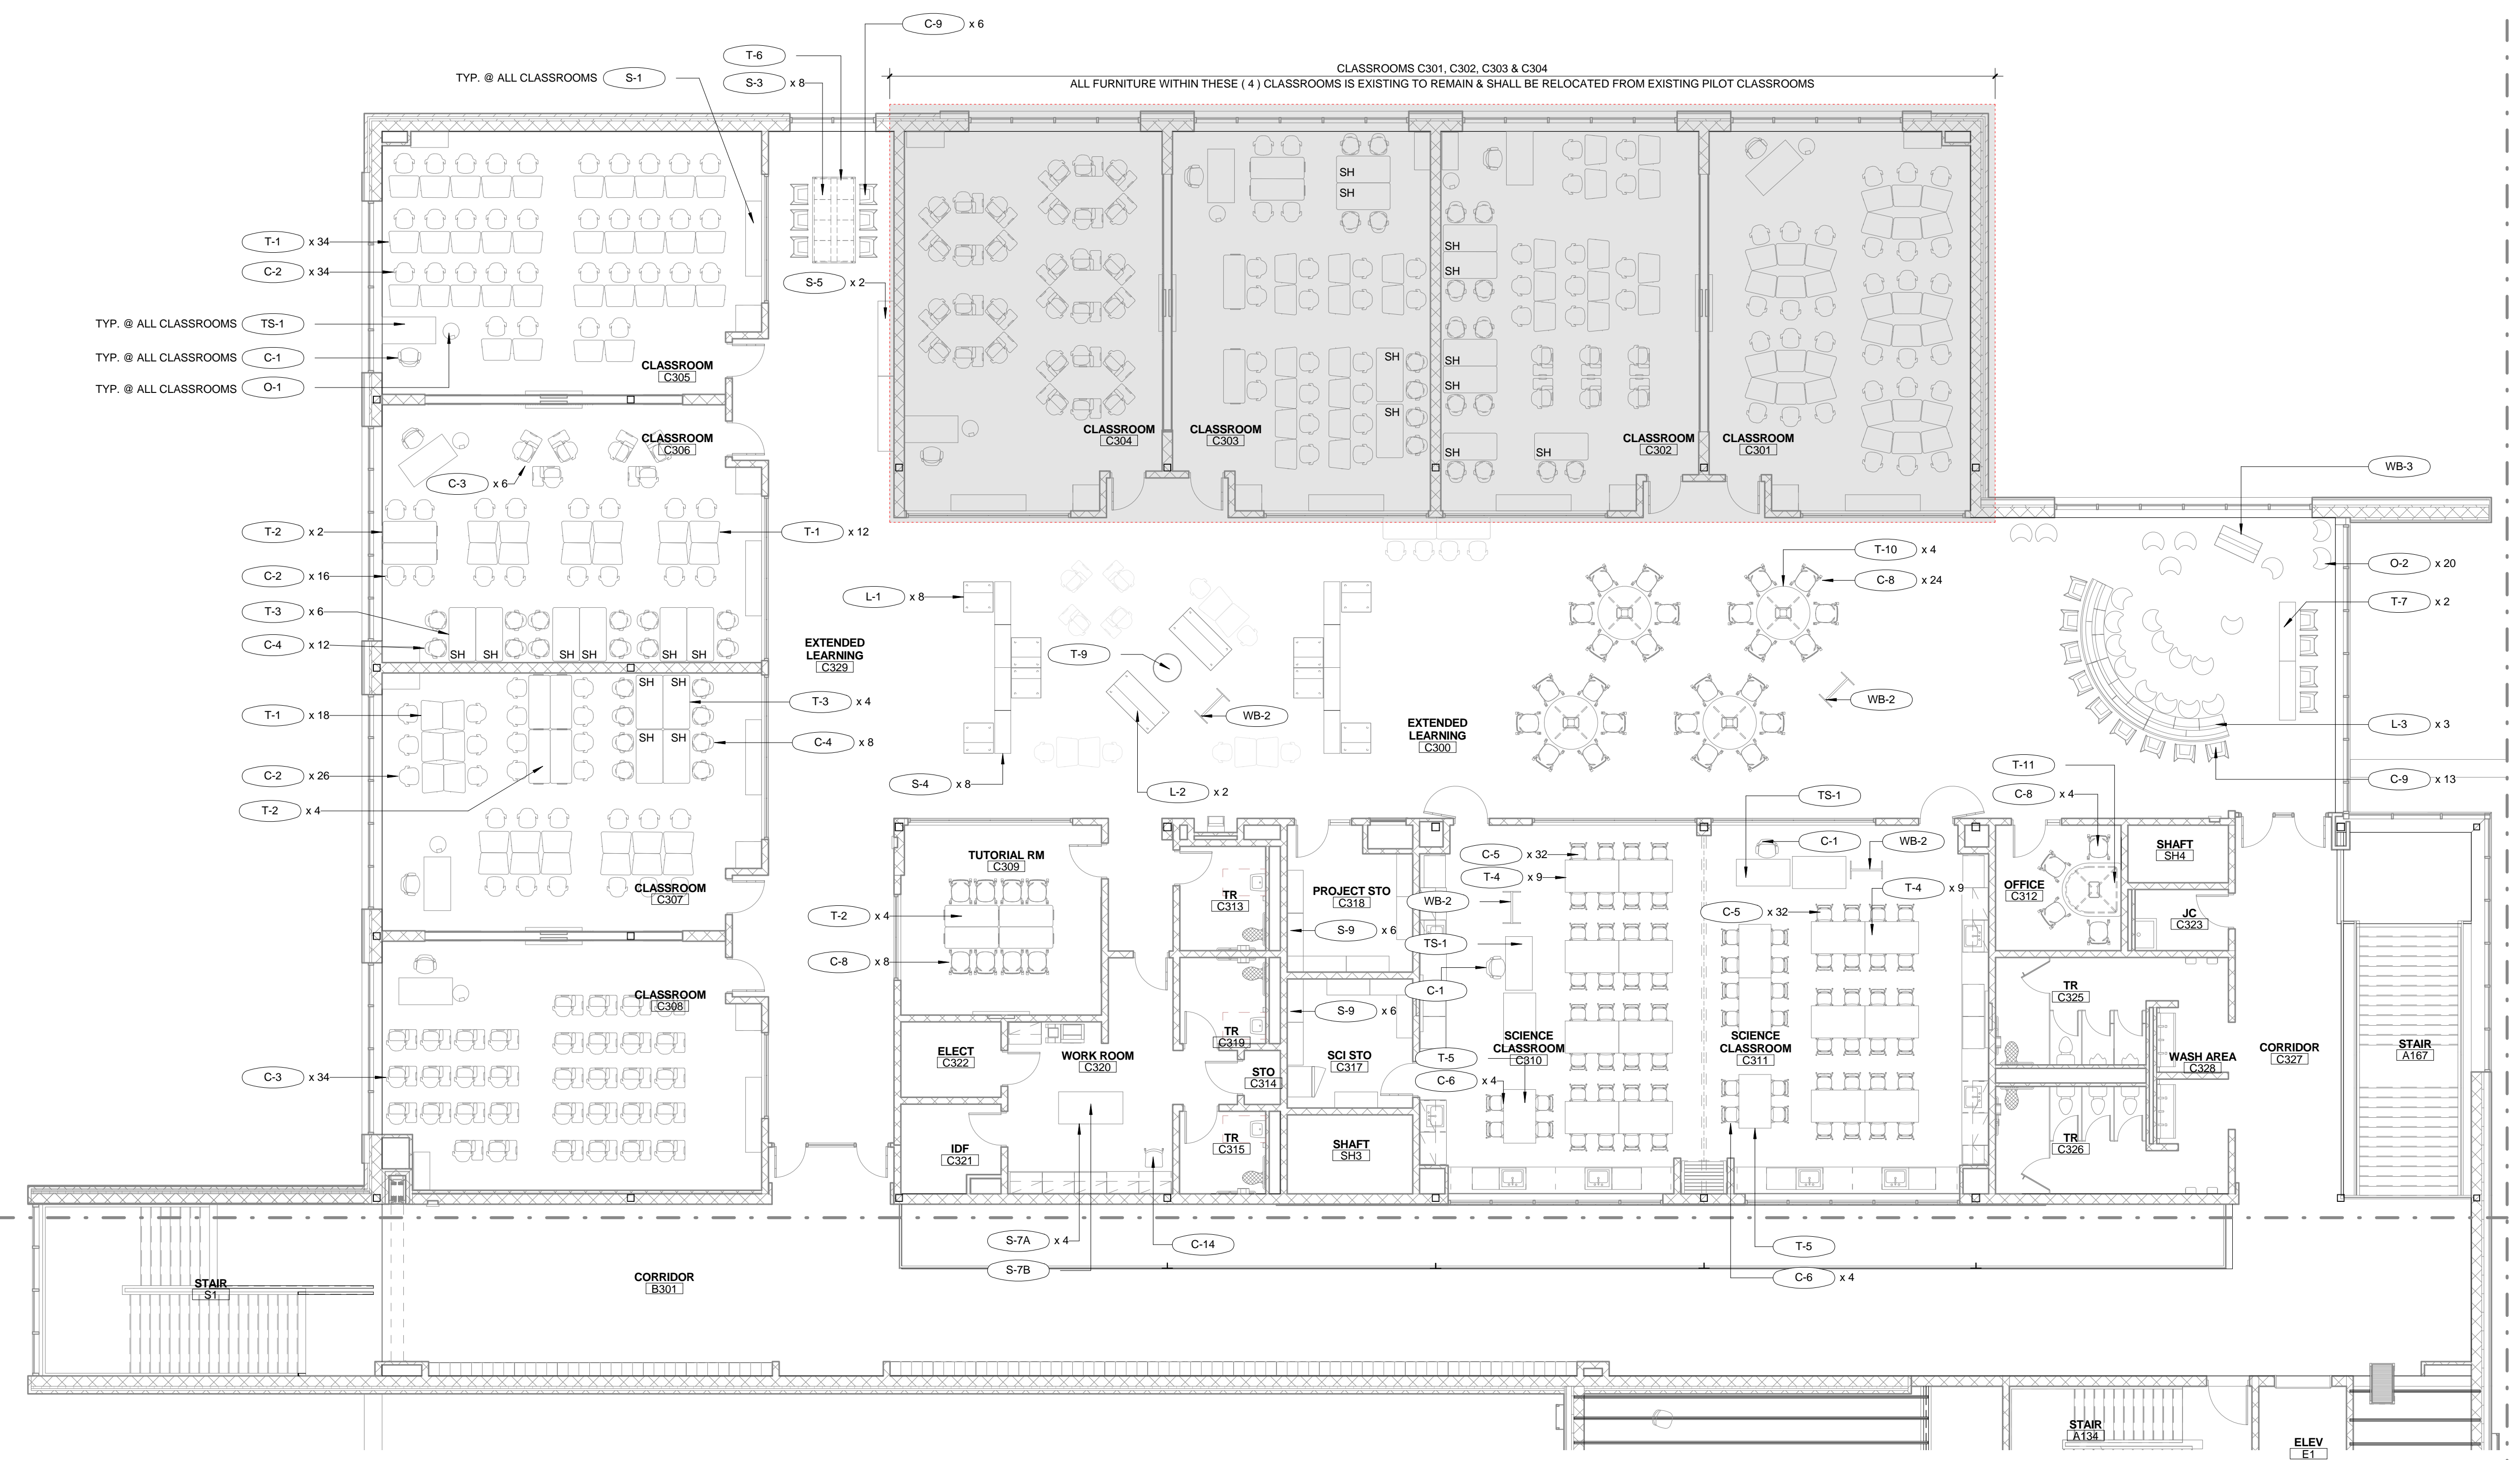 C-9 x 6
T-6
TYP. @ ALL CLASSROOMS S-1
S-3 x 8
CLASSROOMS C301, C302, C303 & C304
ALL FURNITURE WITHIN THESE ( 4 ) CLASSROOMS IS EXISTING TO REMAIN & SHALL BE RELOCATED FROM EXISTING PILOT CLASSROOMS
T-1 x 34
C-2 x 34
S-5 x 2
TYP. @ ALL CLASSROOMS TS-1
TYP. @ ALL CLASSROOMS C-1
TYP. @ ALL CLASSROOMS O-1
CLASSROOM
C305
SH
SH
SH
SH
SH
SH
SH
SH
SH
SH
CLASSROOM
C304
CLASSROOM
C303
CLASSROOM
C302
CLASSROOM
C301
CLASSROOM
C306
C-3 x 6
T-2 x 2
T-1 x 12
C-2 x 16
T-3 x 6
C-4 x 12
SH SH
SH SH
SH SH
WB-3
T-10 x 4
C-8 x 24
O-2 x 20
T-7 x 2
L-1 x 8
EXTENDED
LEARNING
C329
T-9
SH SH
SH SH
T-3 x 4
T-1 x 18
C-4 x 8
C-2 x 26
T-2 x 4
WB-2
WB-2
EXTENDED
LEARNING
C300
L-3 x 3
C-9 x 13
S-4 x 8
L-2 x 2
T-11
C-8 x 4
TS-1
C-1
WB-2
C-5 x 32
T-4 x 9
T-4 x 9
C-5 x 32
WB-2
TS-1
C-1
CLASSROOM
C307
TUTORIAL RM
C309
T-2 x 4
C-8 x 8
TR
C313
PROJECT STO
C318
S-9 x 6
S-9 x 6
OFFICE
C312
SHAFT
SH4
JC
C323
CLASSROOM
C308
C-3 x 34
ELECT
C322
WORK ROOM
C320
TR
C319
STO
C314
SCI STO
C317
T-5
C-6 x 4
SCIENCE
CLASSROOM
C310
SCIENCE
CLASSROOM
C311
TR
C325
WASH AREA
C328
CORRIDOR
C327
STAIR
A167
IDF
C321
TR
C315
SHAFT
SH3
TR
C326
S-7A x 4
S-7B
C-14
T-5
C-6 x 4
STAIR
S1
CORRIDOR
B301
STAIR
A134
ELEV
E1